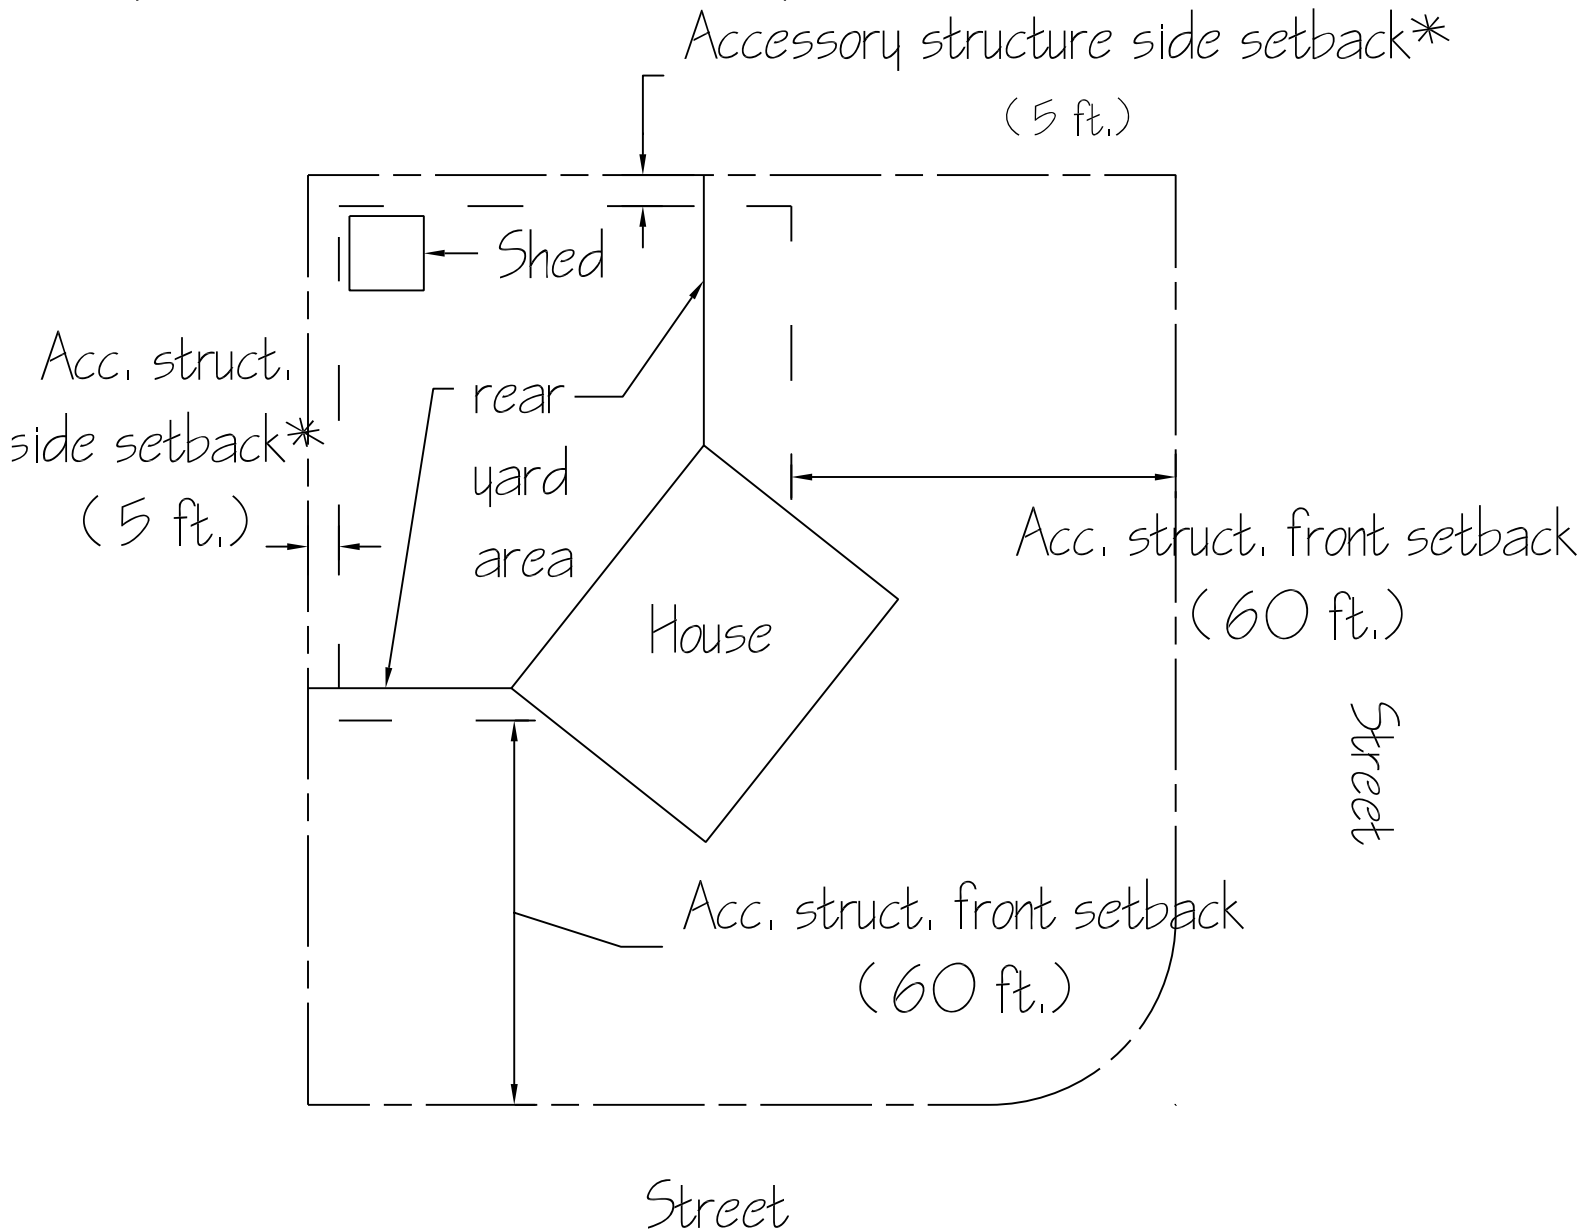 Accessory structure side setback*
(5 ft.)
Shed
Acc. struct.
side setback*
(5 ft.)
rear
yard
area
House
Acc. struct. front setback
(60 ft.)
Street
Acc. struct. front setback
(60 ft.)
Street